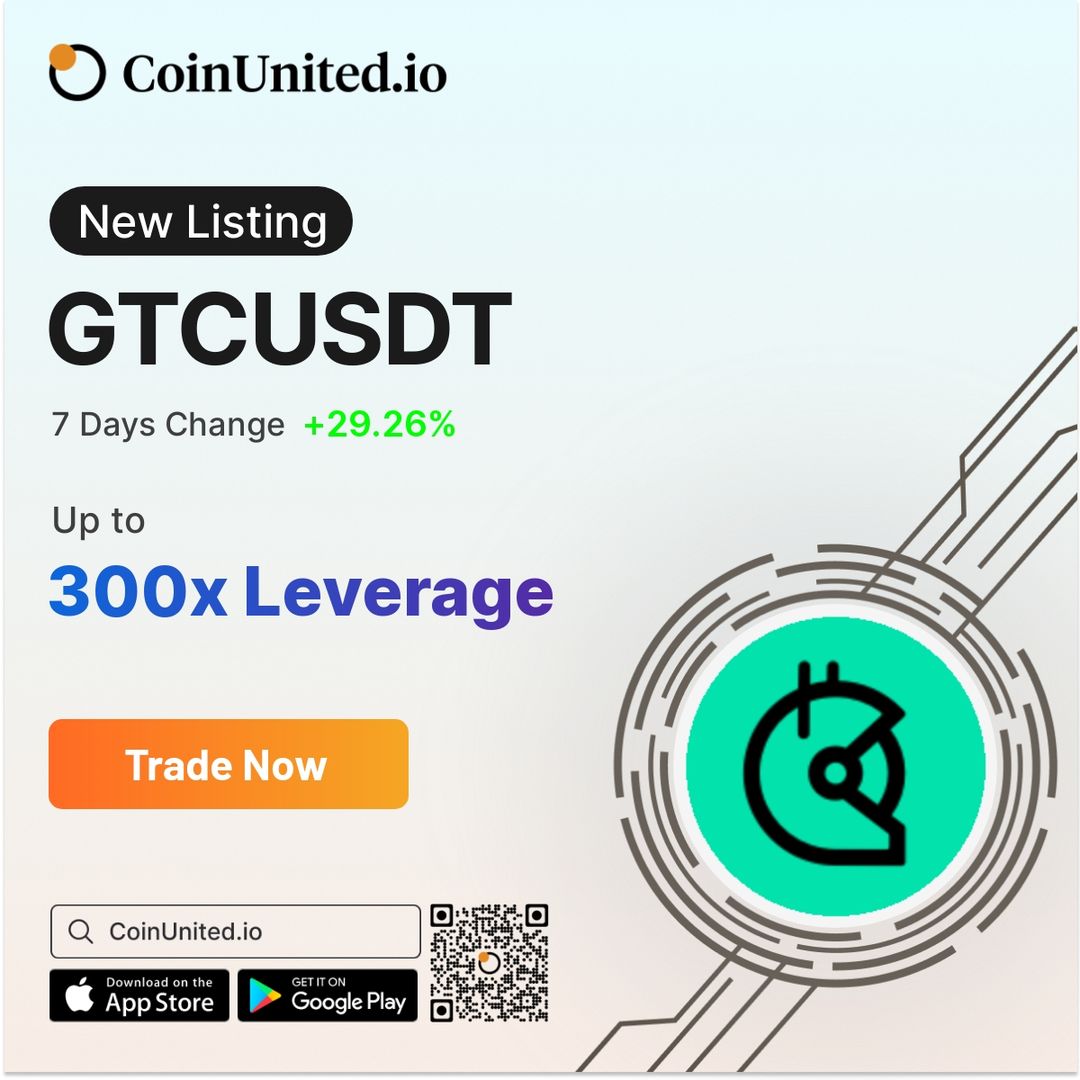 CoinUnited.io
New Listing
GTCUSDT
7 Days Change +29.26%
Up to
300x Leverage
Trade Now
CoinUnited.io
Download on the
App Store
GET IT ON
Google Play